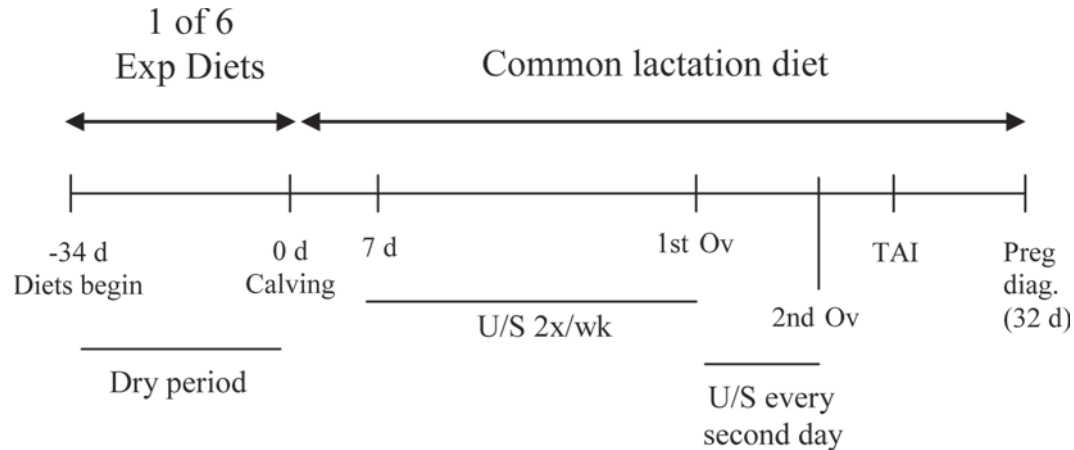 1 of 6
Exp Diets
Common lactation diet
-34 d
Diets begin
0 d
Calving
7 d
1st Ov
TAI
Preg
diag.
(32 d)
U/S 2x/wk
2nd Ov
Dry period
U/S every
second day